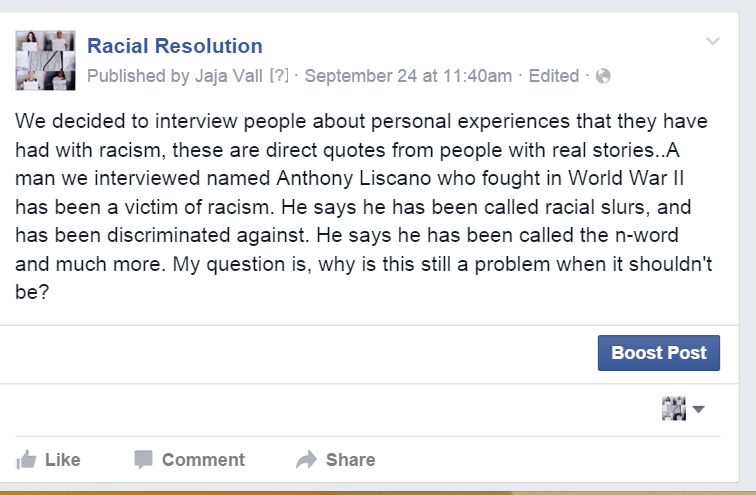 Racial Resolution
Published by Jaja Vall [?] · September 24 at 11:40am · Edited ·
We decided to interview people about personal experiences that they have
had with racism, these are direct quotes from people with real stories..A
man we interviewed named Anthony Liscano who fought in World War II
has been a victim of racism. He says he has been called racial slurs, and
has been discriminated against. He says he has been called the n-word
and much more. My question is, why is this still a problem when it shouldn't
be?
Boost Post
Like Comment Share